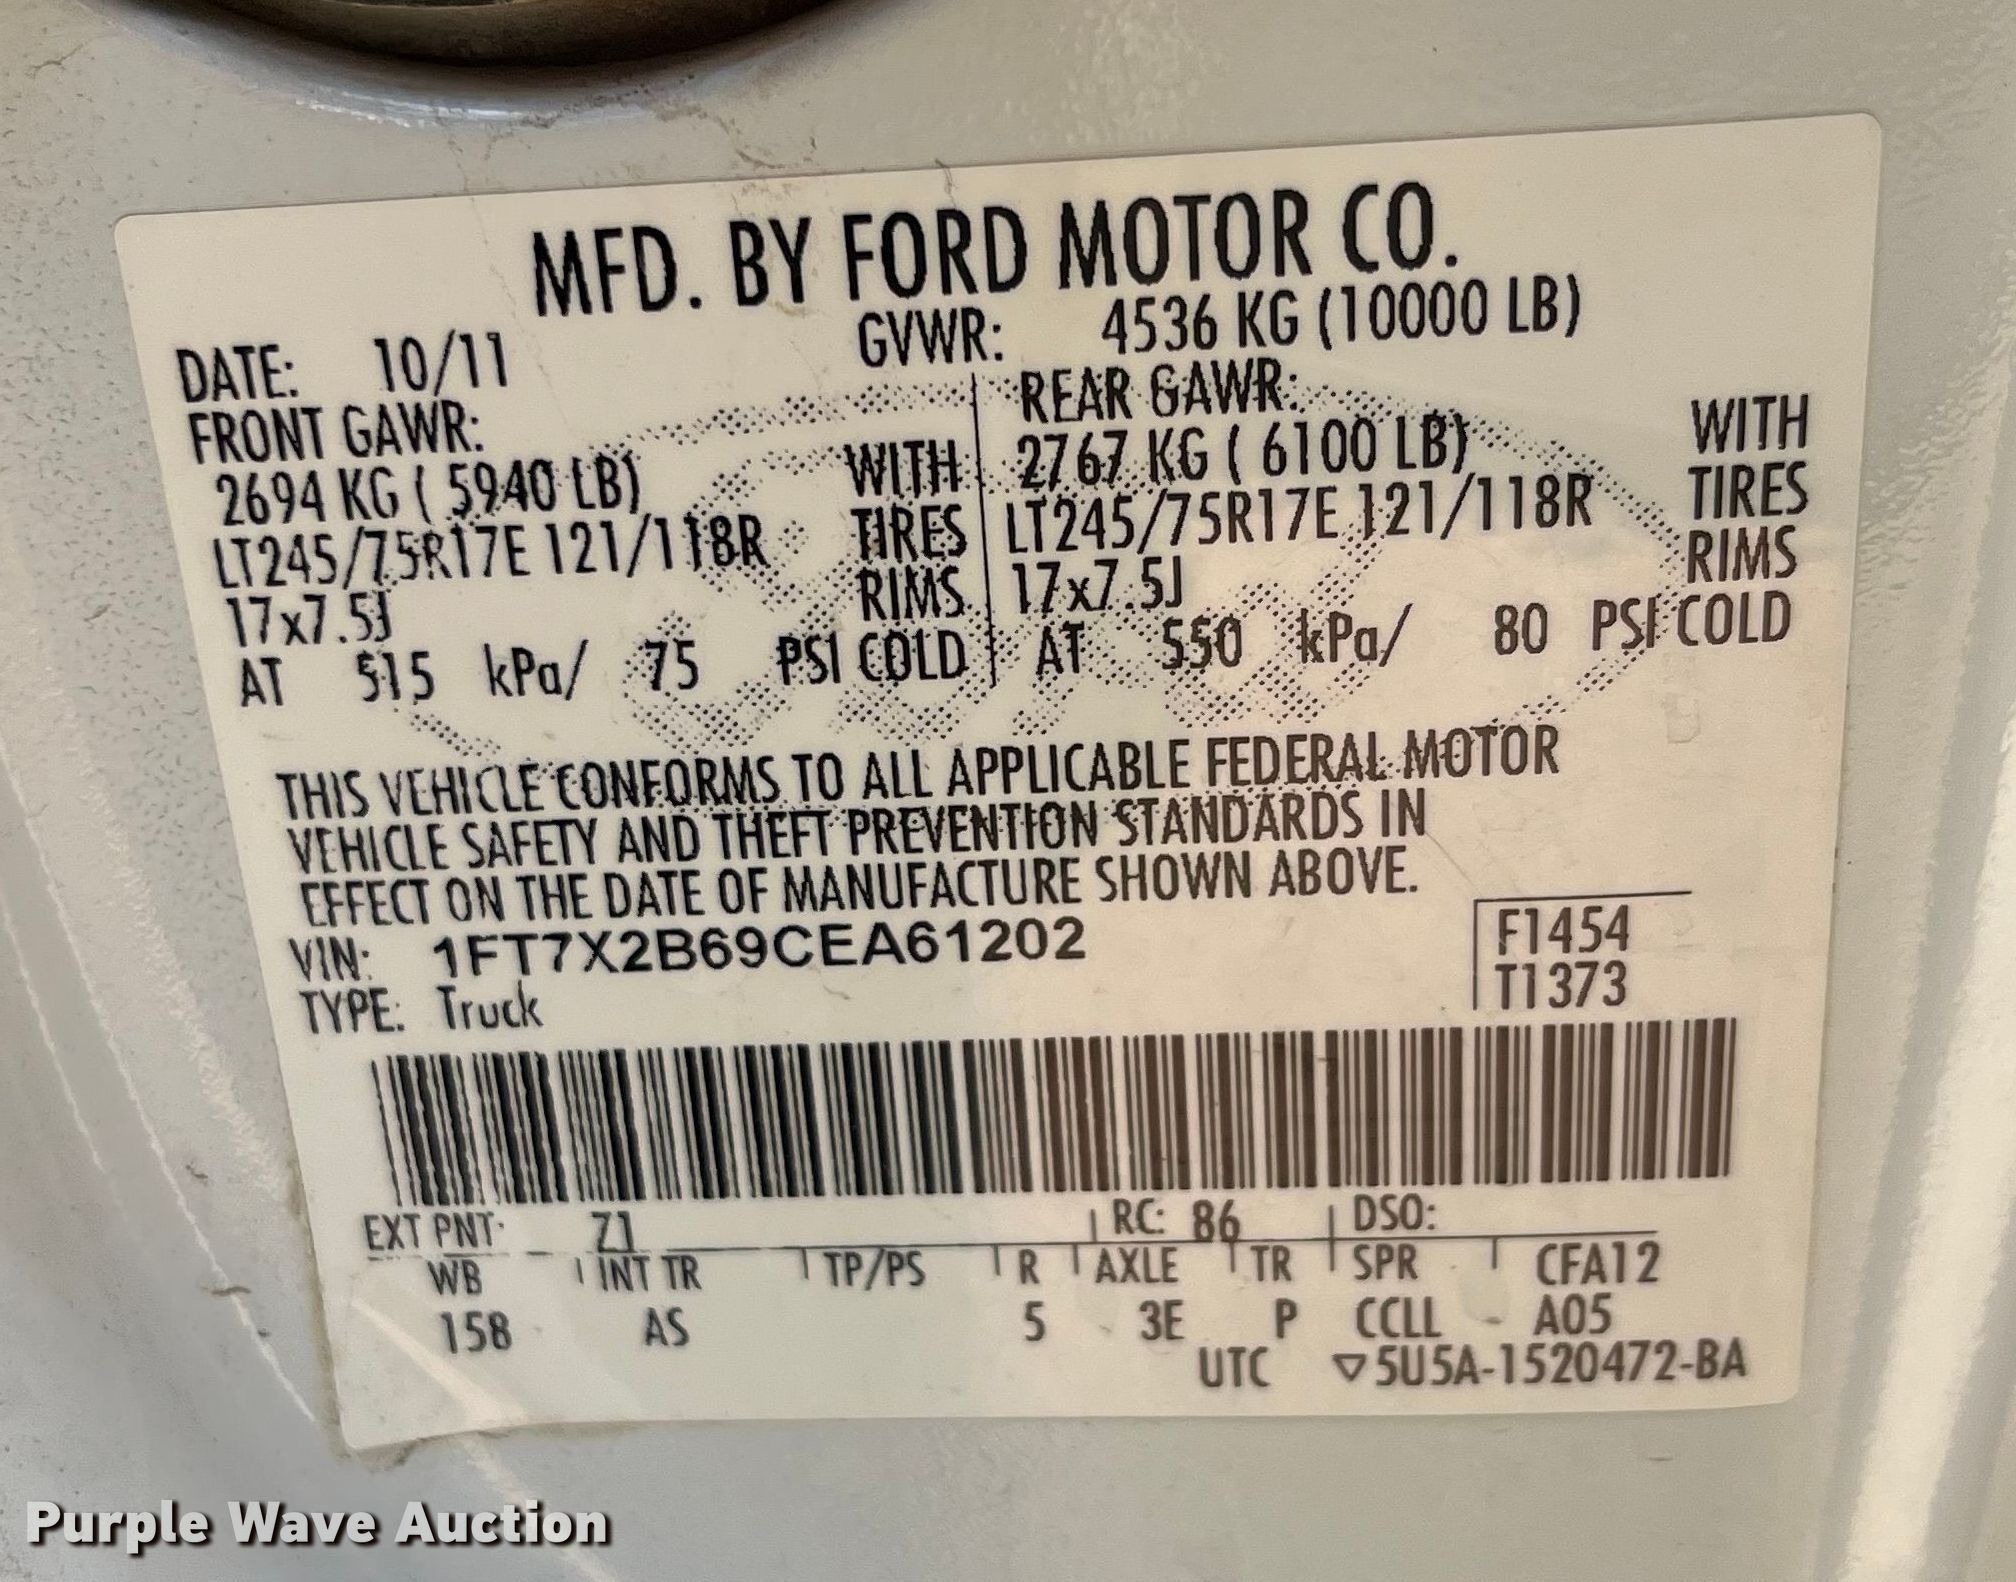 MFD. BY FORD MOTOR CO.
DATE: 10/11 GVWR: 4536 KG (10000 LB)
FRONT GAWR: REAR GAWR:
2694 KG ( 5940 LB) WITH 2767 KG ( 6100 LB) WITH
LT245/75R17E 121/118R TIRES LT245/75R17E 121/118R TIRES
17x7.5J RIMS 17x7.5J RIMS
AT 515 kPa/ 75 PSI COLD AT 550 kPa/ 80 PSI COLD
THIS VEHICLE CONFORMS TO ALL APPLICABLE FEDERAL MOTOR
VEHICLE SAFETY AND THEFT PREVENTION STANDARDS IN
EFFECT ON THE DATE OF MANUFACTURE SHOWN ABOVE.
VIN: 1FT7X2B69CEA61202 F1454
TYPE: Truck T1373
EXT PNT: Z1 RC: 86 DSO:
WB INT TR TP/PS R AXLE TR SPR CFA12
158 AS 5 3E P CCLL - A05
UTC ▽5U5A-1520472-BA
Purple Wave Auction